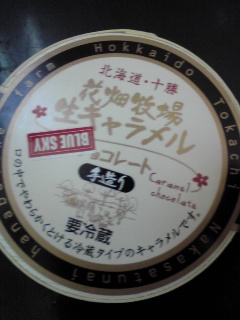 Hokkaido Tokachi Nakasatsunai hanabatake farm
北海道・十勝
花畑牧場
生キャラメル
BLUE SKY
チョコレート
Caramel
chocolate
手造り
要冷蔵
口の中でやわらかくとける冷蔵タイプのキャラメルです。